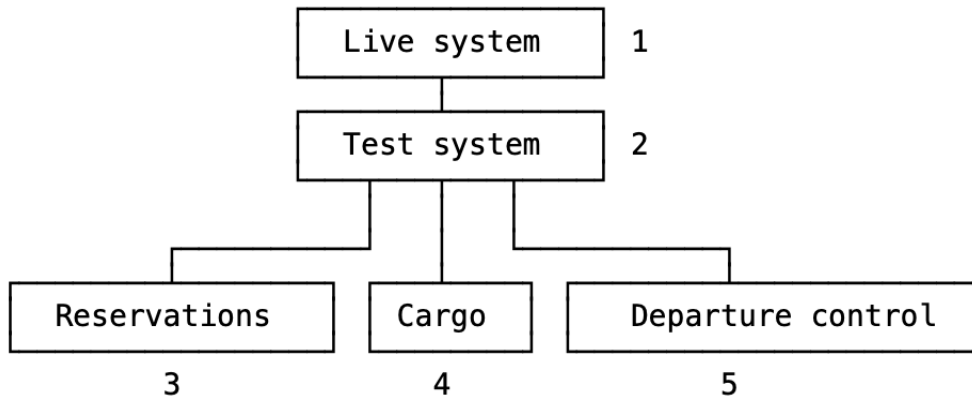 Live system 1
Test system 2
Reservations Cargo Departure control
3 4 5